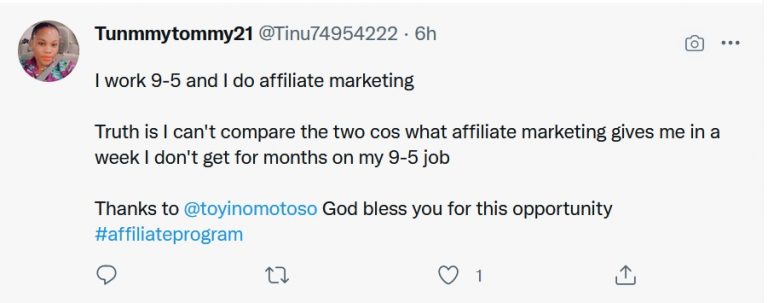 Tunmmytommy21 @Tinu74954222 · 6h
I work 9-5 and I do affiliate marketing
Truth is I can't compare the two cos what affiliate marketing gives me in a
week I don't get for months on my 9-5 job
Thanks to @toyinomotoso God bless you for this opportunity
#affiliateprogram
1